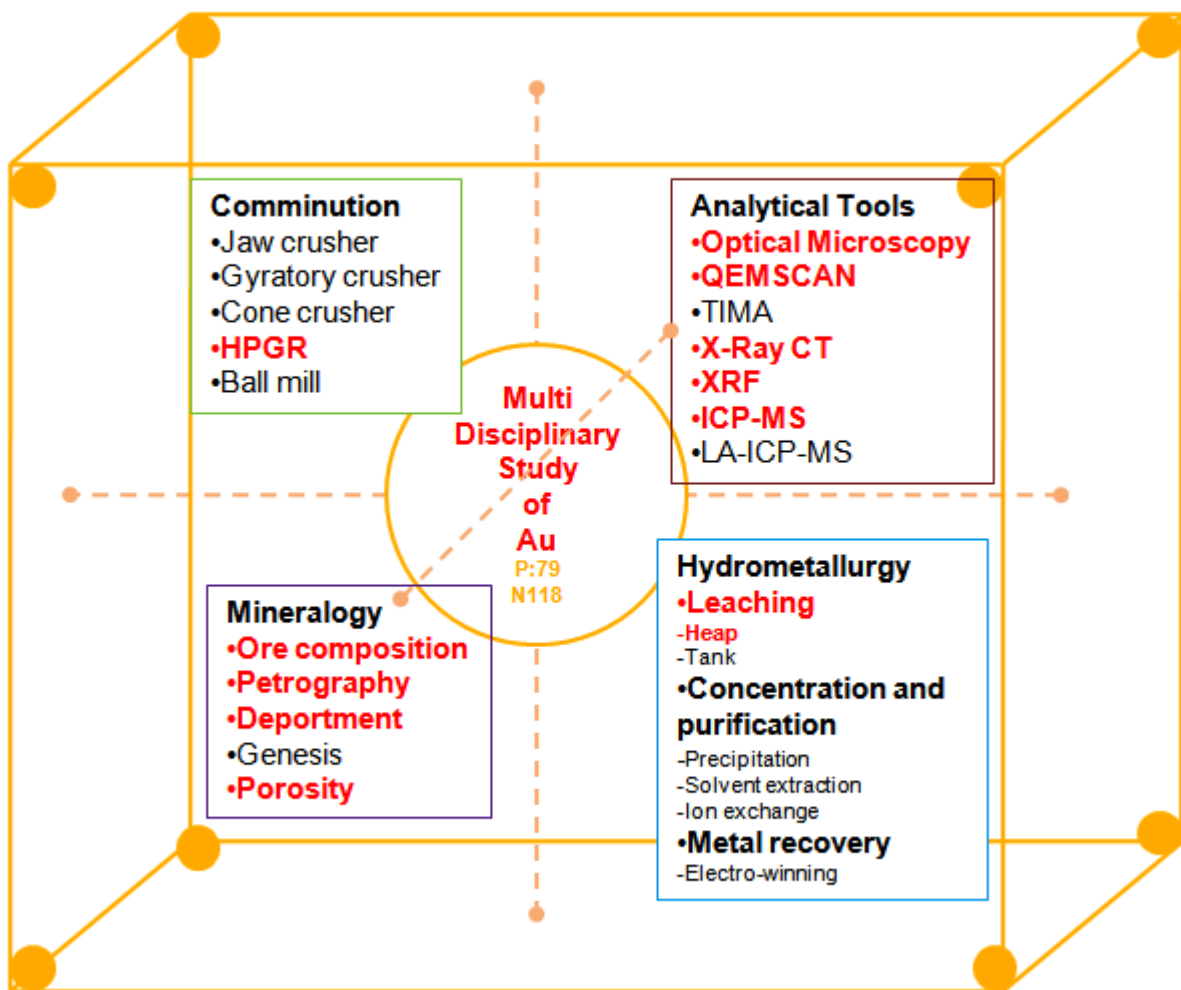 Comminution
•Jaw crusher
•Gyratory crusher
•Cone crusher
•HPGR
•Ball mill
Analytical Tools
•Optical Microscopy
•QEMSCAN
•TIMA
•X-Ray CT
•XRF
•ICP-MS
•LA-ICP-MS
Multi
Disciplinary
Study
of
Au
P:79
N118
Mineralogy
•Ore composition
•Petrography
•Deportment
•Genesis
•Porosity
Hydrometallurgy
•Leaching
-Heap
-Tank
•Concentration and
purification
-Precipitation
-Solvent extraction
-Ion exchange
•Metal recovery
-Electro-winning